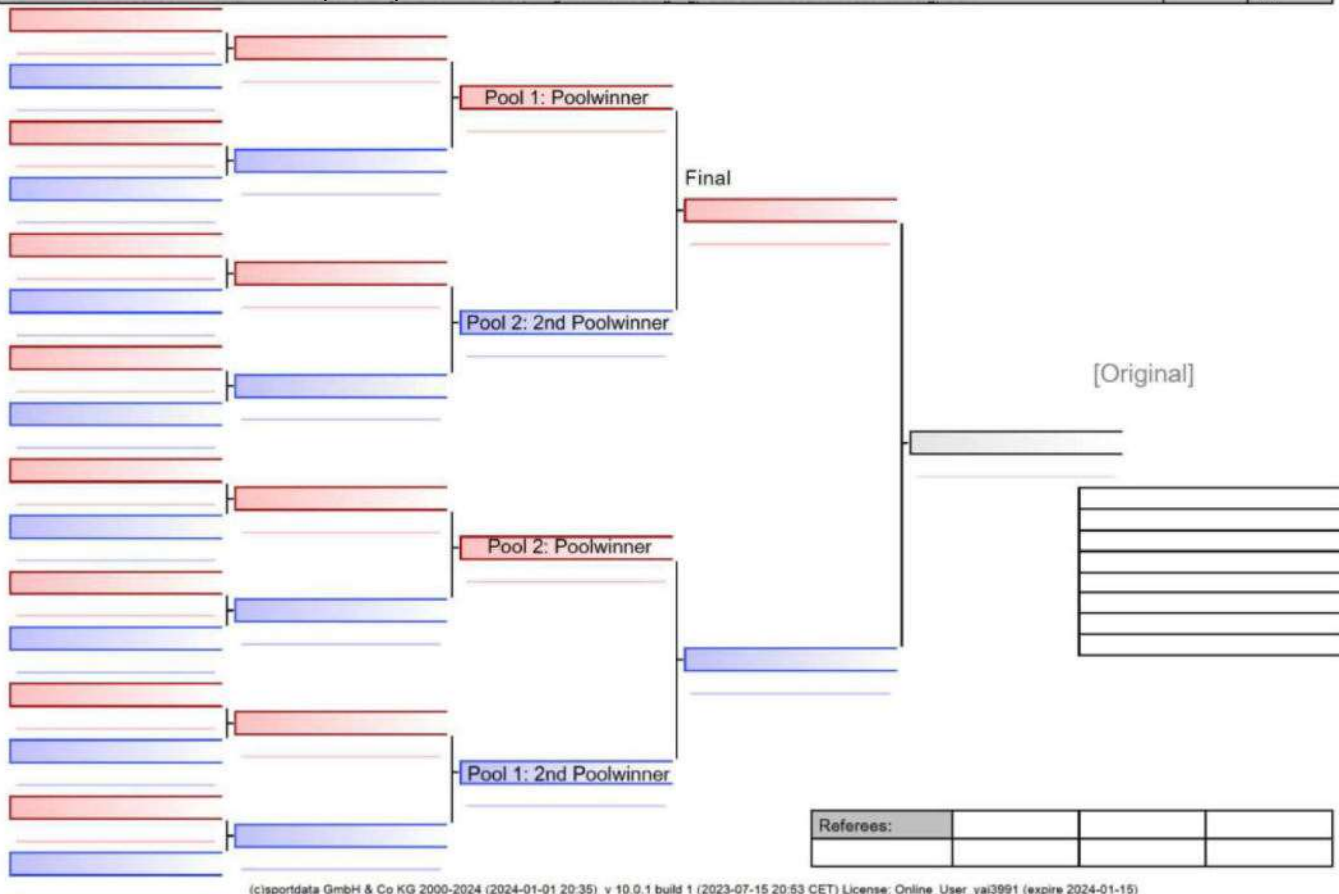 Pool 1: Poolwinner
Final
Pool 2: 2nd Poolwinner
[Original]
Pool 2: Poolwinner
Pool 1: 2nd Poolwinner
Referees:
(c)sportdata GmbH & Co KG 2000-2024 (2024-01-01 20:35) v 10.0.1 build 1 (2023-07-15 20:53 CET) License: Online User yai3991 (expire 2024-01-15)